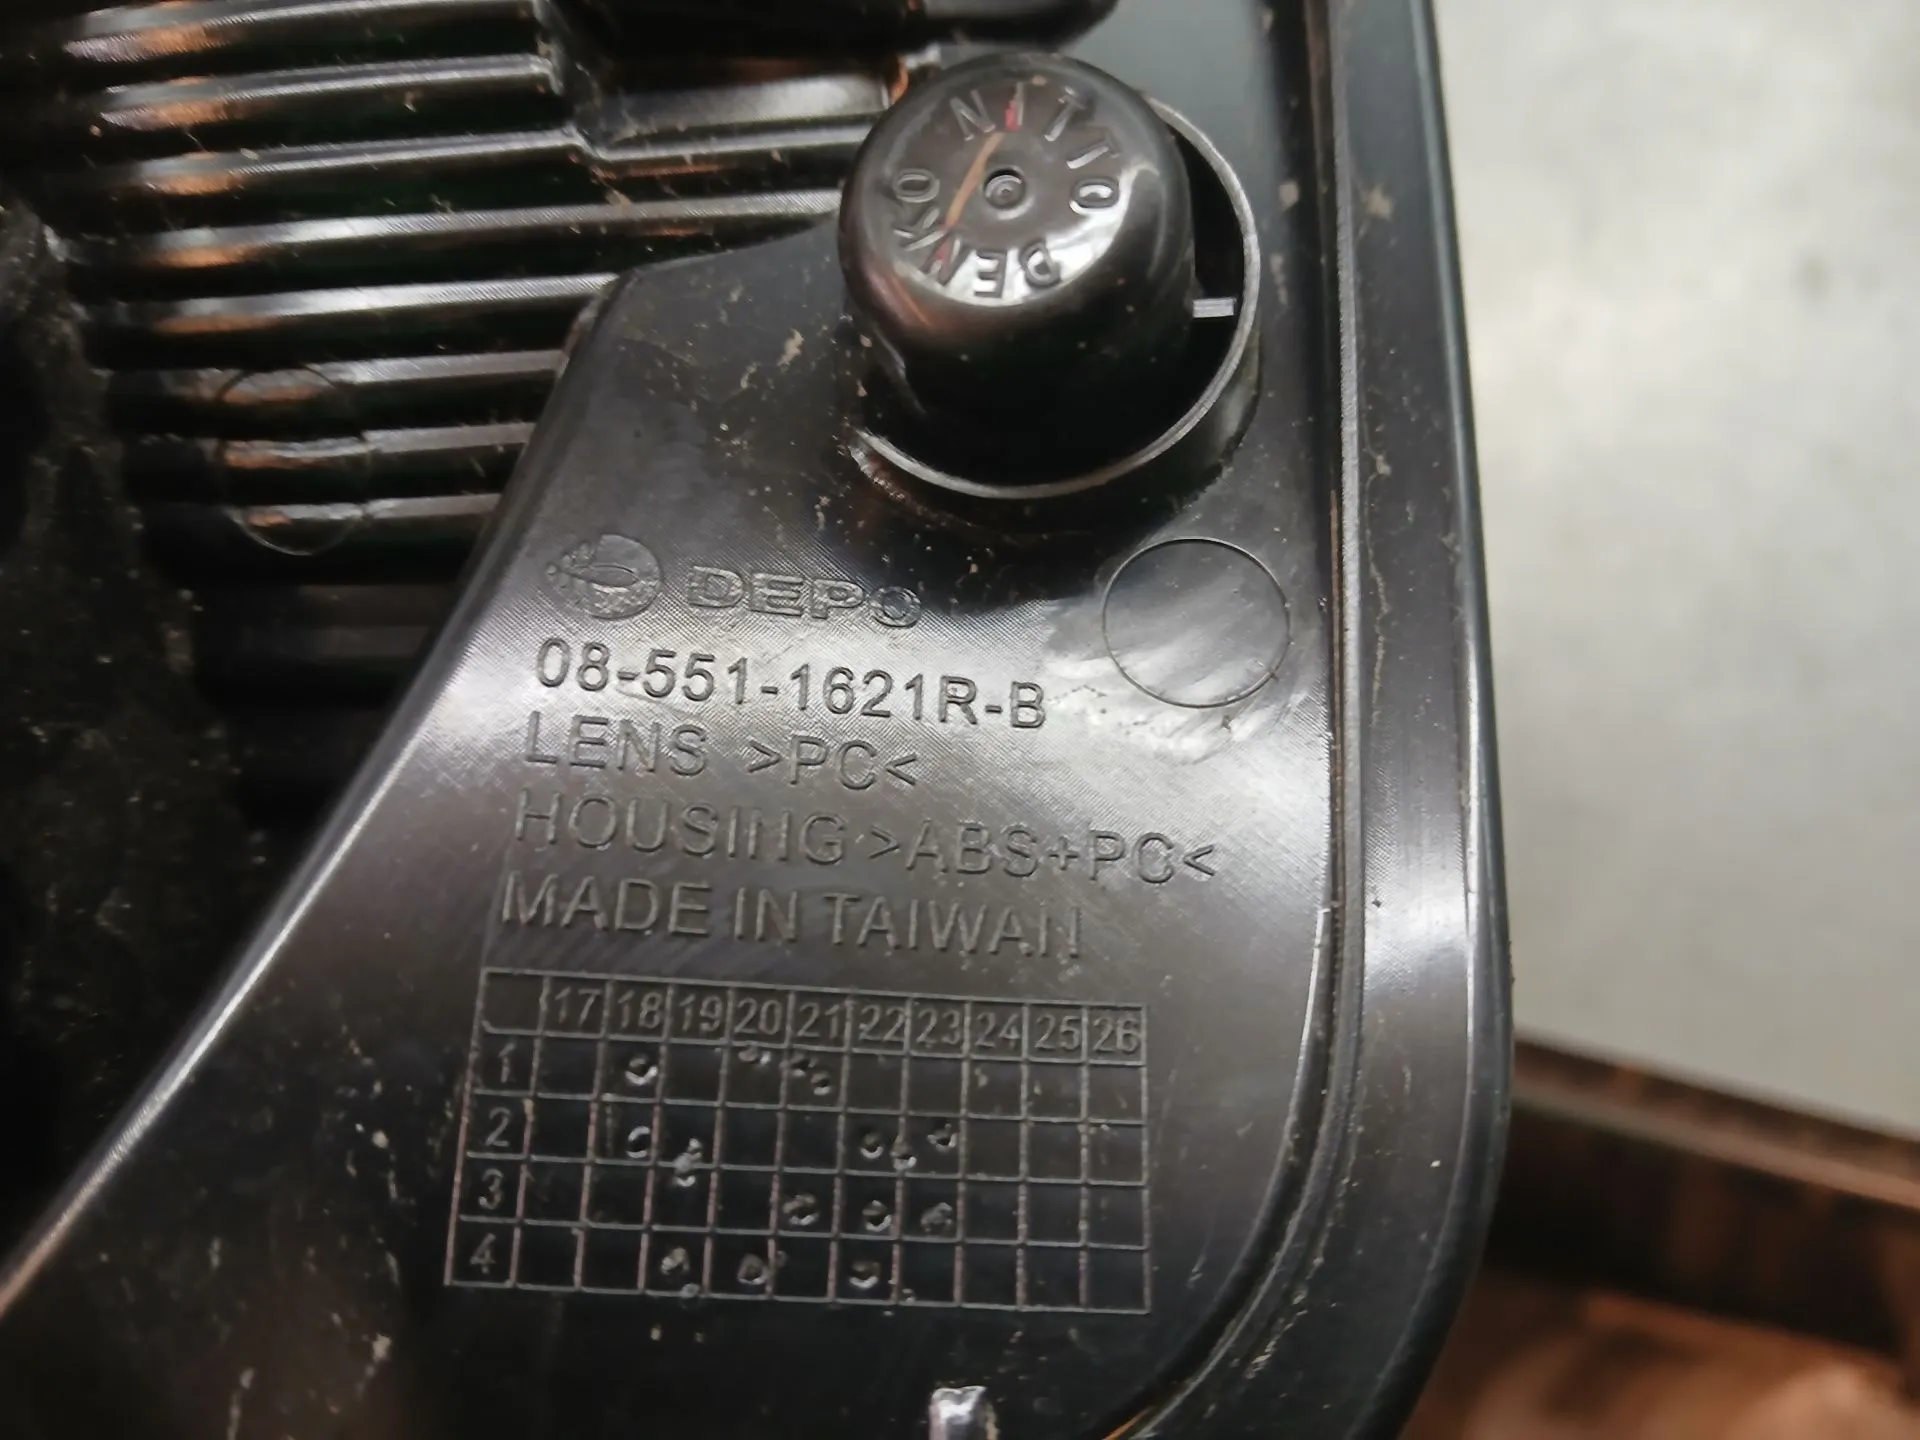 NITTO
DENKO
DEPO
08-551-1621R-B
LENS >PC<
HOUSING >ABS+PC<
MADE IN TAIWAN
17 18 19 20 21 22 23 24 25 26
1
2
3
4